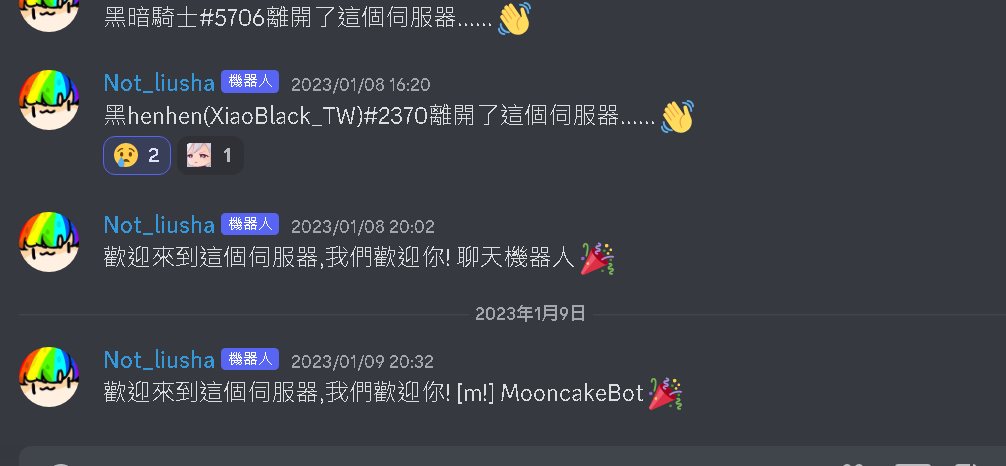 黑暗騎士#5706離開了這個伺服器......👋
Not_liusha 機器人 2023/01/08 16:20
黑henhen(XiaoBlack_TW)#2370離開了這個伺服器......👋
😢 2 1
Not_liusha 機器人 2023/01/08 20:02
歡迎來到這個伺服器,我們歡迎你! 聊天機器人🎉
2023年1月9日
Not_liusha 機器人 2023/01/09 20:32
歡迎來到這個伺服器,我們歡迎你! [m!] MooncakeBot🎉